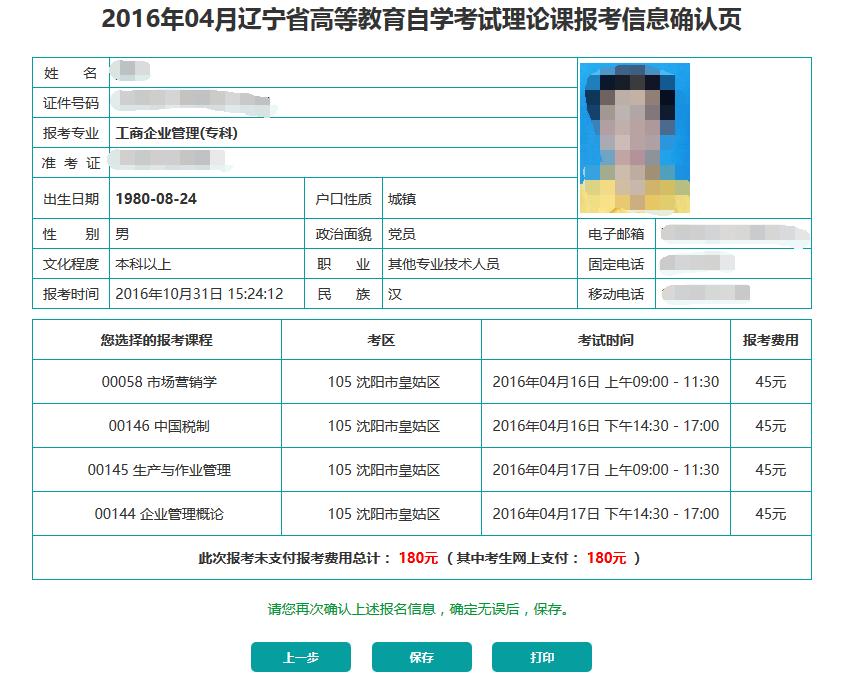 2016年04月辽宁省高等教育自学考试理论课报考信息确认页
姓 名
证件号码
报考专业 工商企业管理(专科)
准 考 证
出生日期 1980-08-24 户口性质 城镇
性 别 男 政治面貌 党员 电子邮箱
文化程度 本科以上 职 业 其他专业技术人员 固定电话
报考时间 2016年10月31日 15:24:12 民 族 汉 移动电话
您选择的报考课程 考区 考试时间 报考费用
00058 市场营销学 105 沈阳市皇姑区 2016年04月16日 上午09:00 - 11:30 45元
00146 中国税制 105 沈阳市皇姑区 2016年04月16日 下午14:30 - 17:00 45元
00145 生产与作业管理 105 沈阳市皇姑区 2016年04月17日 上午09:00 - 11:30 45元
00144 企业管理概论 105 沈阳市皇姑区 2016年04月17日 下午14:30 - 17:00 45元
此次报考未支付报考费用总计： 180元 （ 其中考生网上支付： 180元 ）
请您再次确认上述报名信息，确定无误后，保存。
上一步 保存 打印